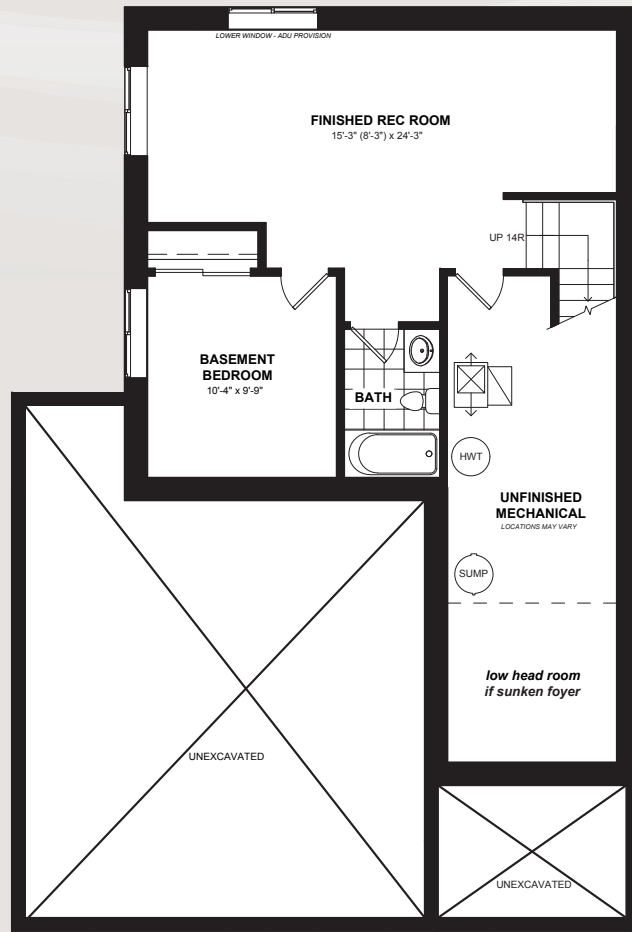 LOWER WINDOW - ADU PROVISION
FINISHED REC ROOM
15'-3" (8'-3") x 24'-3"
UP 14R
BASEMENT
BEDROOM
10'-4" x 9'-9"
BATH
HWT
UNFINISHED
MECHANICAL
LOCATIONS MAY VARY
SUMP
low head room
if sunken foyer
UNEXCAVATED
UNEXCAVATED